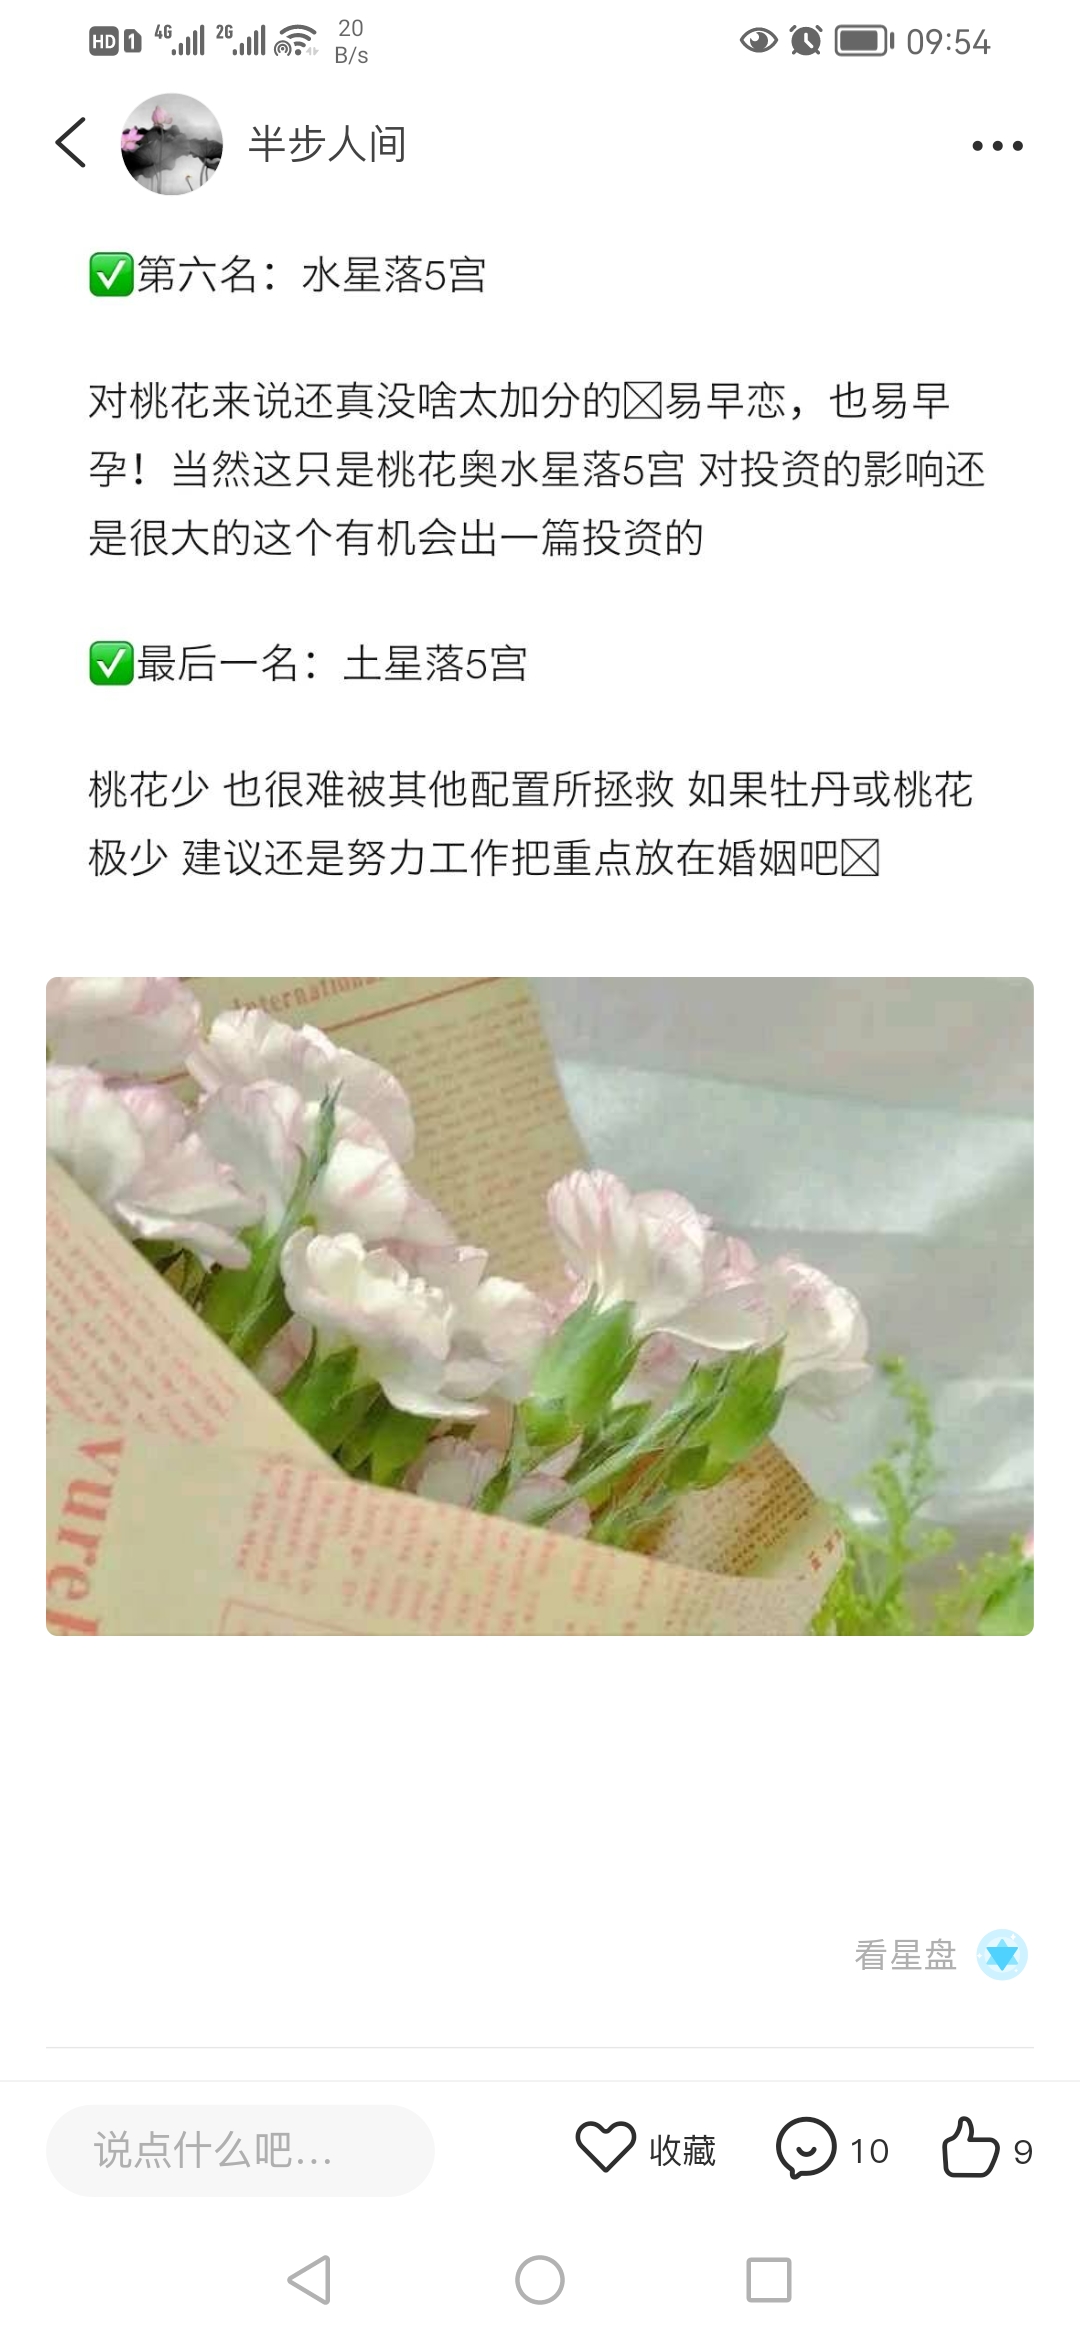 HD 1 4G 2G 20 B/s 09:54
半步人间
✅第六名：水星落5宫
对桃花来说还真没啥太加分的☒易早恋，也易早
孕！当然这只是桃花奥水星落5宫 对投资的影响还
是很大的这个有机会出一篇投资的
✅最后一名：土星落5宫
桃花少 也很难被其他配置所拯救 如果牡丹或桃花
极少 建议还是努力工作把重点放在婚姻吧☒
International
看星盘
说点什么吧... 收藏 10 9